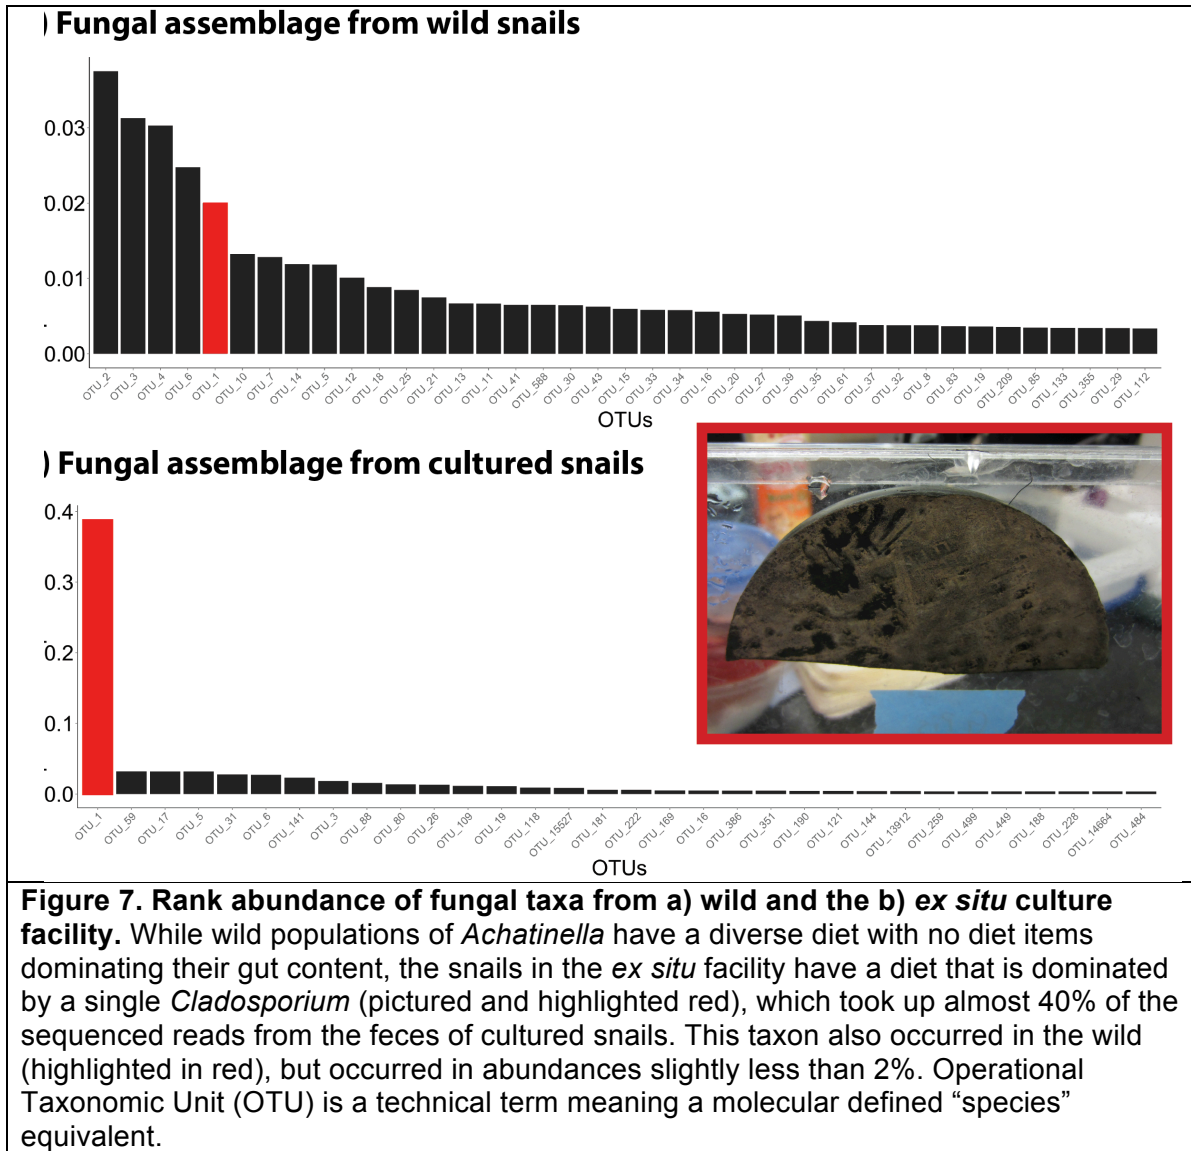 ) Fungal assemblage from wild snails
0.03
0.02
0.01
0.00
OTU_2 OTU_3 OTU_4 OTU_6 OTU_1 OTU_10 OTU_7 OTU_14 OTU_5 OTU_12 OTU_18 OTU_25 OTU_21 OTU_13 OTU_11 OTU_41 OTU_588 OTU_30 OTU_43 OTU_15 OTU_33 OTU_34 OTU_16 OTU_20 OTU_27 OTU_39 OTU_35 OTU_61 OTU_37 OTU_32 OTU_8 OTU_83 OTU_19 OTU_209 OTU_85 OTU_133 OTU_355 OTU_29 OTU_112
OTUs
) Fungal assemblage from cultured snails
0.4
0.3
0.2
0.1
0.0
OTU_1 OTU_59 OTU_17 OTU_5 OTU_31 OTU_6 OTU_141 OTU_3 OTU_88 OTU_80 OTU_26 OTU_109 OTU_19 OTU_118 OTU_15527 OTU_181 OTU_222 OTU_169 OTU_16 OTU_386 OTU_351 OTU_190 OTU_121 OTU_144 OTU_13912 OTU_259 OTU_499 OTU_449 OTU_188 OTU_228 OTU_14664 OTU_484
OTUs
Figure 7. Rank abundance of fungal taxa from a) wild and the b) ex situ culture
facility. While wild populations of Achatinella have a diverse diet with no diet items
dominating their gut content, the snails in the ex situ facility have a diet that is dominated
by a single Cladosporium (pictured and highlighted red), which took up almost 40% of the
sequenced reads from the feces of cultured snails. This taxon also occurred in the wild
(highlighted in red), but occurred in abundances slightly less than 2%. Operational
Taxonomic Unit (OTU) is a technical term meaning a molecular defined “species”
equivalent.